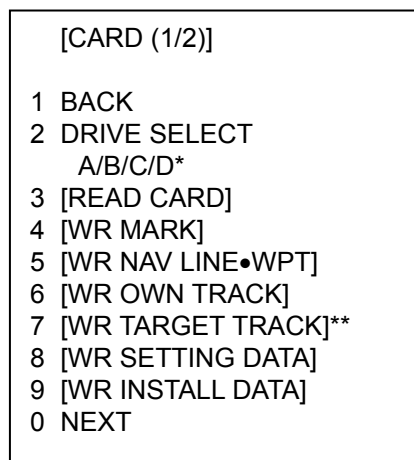 [CARD (1/2)]
1 BACK
2 DRIVE SELECT
A/B/C/D*
3 [READ CARD]
4 [WR MARK]
5 [WR NAV LINE•WPT]
6 [WR OWN TRACK]
7 [WR TARGET TRACK]**
8 [WR SETTING DATA]
9 [WR INSTALL DATA]
0 NEXT